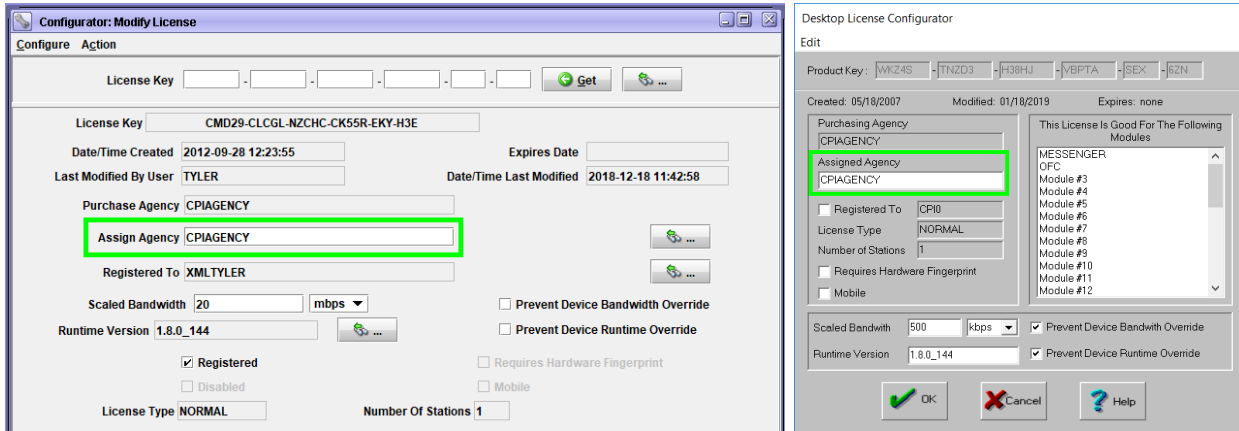 Configurator: Modify License
Configure Action
License Key - - - - - Get ...
License Key CMD29-CLCGL-NZCHC-CK55R-EKY-H3E
Date/Time Created 2012-09-28 12:23:55 Expires Date
Last Modified By User TYLER Date/Time Last Modified 2018-12-18 11:42:58
Purchase Agency CPIAGENCY
Assign Agency CPIAGENCY ...
Registered To XMLTYLER ...
Scaled Bandwidth 20 mbps Prevent Device Bandwidth Override
Runtime Version 1.8.0_144 ... Prevent Device Runtime Override
Registered Requires Hardware Fingerprint
Disabled Mobile
License Type NORMAL Number Of Stations 1
Desktop License Configurator
Edit
Product Key: WKZ4S - TNZD3 - H38HJ - VBPTA - SEX - 6ZN
Created: 05/18/2007 Modified: 01/18/2019 Expires: none
Purchasing Agency
CPIAGENCY
Assigned Agency
CPIAGENCY
Registered To CPI0
License Type NORMAL
Number of Stations 1
Requires Hardware Fingerprint
Mobile
This License Is Good For The Following
Modules
MESSENGER
OFC
Module #3
Module #4
Module #5
Module #6
Module #7
Module #8
Module #9
Module #10
Module #11
Module #12
Scaled Bandwith 500 kbps Prevent Device Bandwith Override
Runtime Version 1.8.0_144 Prevent Device Runtime Override
OK Cancel Help